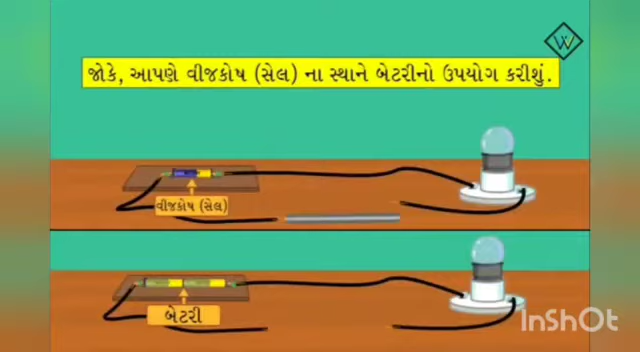 W
જોકે, આપણે વીજકોષ (સેલ) ના સ્થાને બેટરીનો ઉપયોગ કરીશું.
વીજકોષ (સેલ)
બેટરી
InShOt